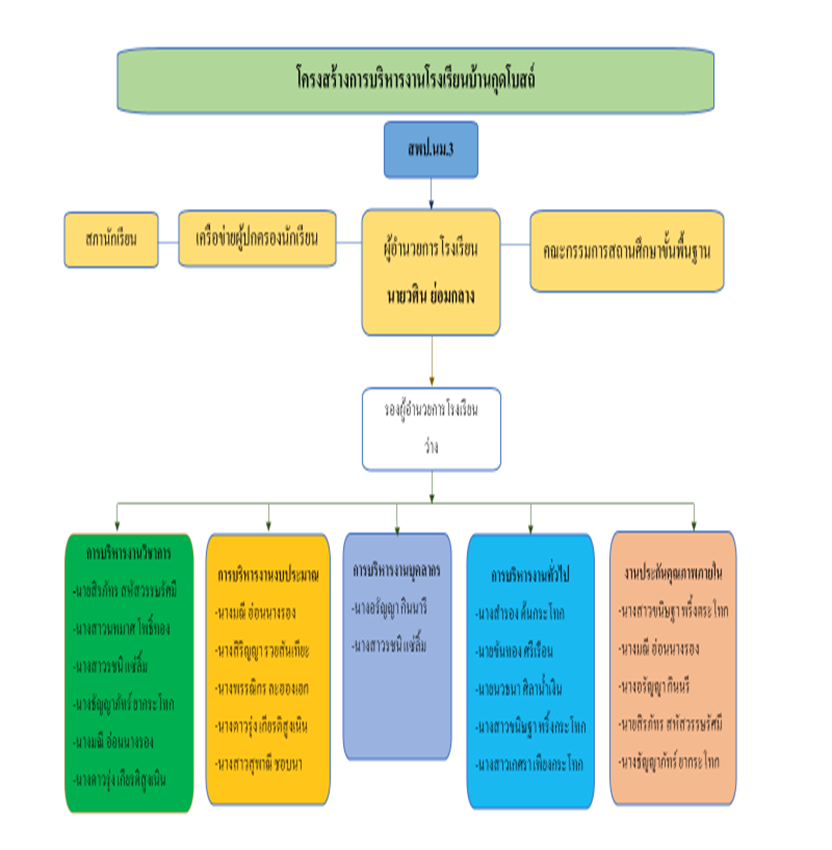 โครงสร้างการบริหารงานโรงเรียนบ้านกุดโบสถ์
สพป.นม.3
สภานักเรียน
เครือข่ายผู้ปกครองนักเรียน
ผู้อำนวยการโรงเรียน
นายวศิน ย่อมกลาง
คณะกรรมการสถานศึกษาขั้นพื้นฐาน
รองผู้อำนวยการโรงเรียน
ว่าง
การบริหารงานวิชาการ
-นายสิรภัทร สหัสวรรษรัศมี
-นางสาวนทมาศ โพธิ์ทอง
-นางสาวรชนิ แซ่ลิ้ม
-นางธัญญาภัทร์ ยากระโทก
-นางมณี อ่อนนางรอง
-นางดาวรุ่ง เกียรติสูงเนิน
การบริหารงานงบประมาณ
-นางมณี อ่อนนางรอง
-นางสิริญญา รวยสันเทียะ
-นางพรรณิกร ละอองเอก
-นางดาวรุ่ง เกียรติสูงเนิน
-นางสาวสุพาณี ชอบนา
การบริหารงานบุคลากร
-นางอรัญญา กินนารี
-นางสาวรชนิ แซ่ลิ้ม
การบริหารงานทั่วไป
-นางสำรอง ค้นกระโทก
-นายขันทอง ศรีเรือน
-นายนวธนา ศิลาน้ำเงิน
-นางสาวขนิษฐา พริ้งกระโทก
-นางสาวเกศรา เพียงกระโทก
งานประกันคุณภาพภายใน
-นางสาวขนิษฐา พริ้งกระโทก
-นางมณี อ่อนนางรอง
-นางอรัญญา กินนรี
-นายสิรภัทร สหัสวรรษรัศมี
-นางธัญญาภัทร์ ยากระโทก